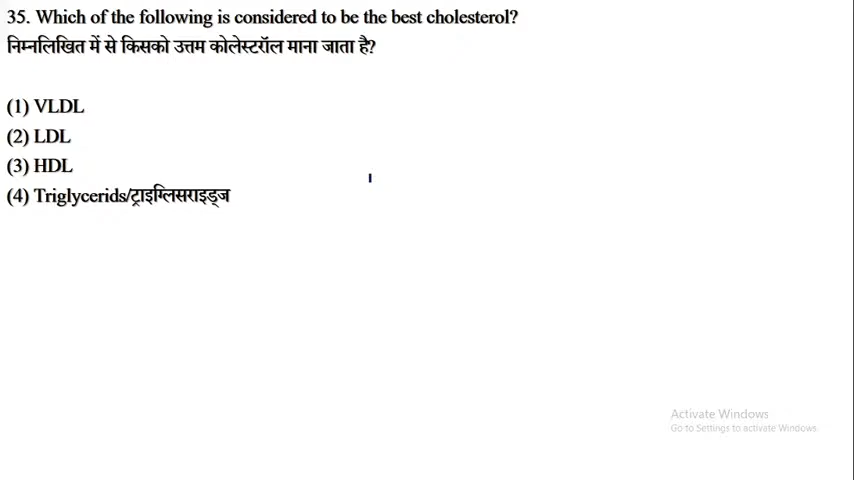 35. Which of the following is considered to be the best cholesterol?
निम्नलिखित में से किसको उत्तम कोलेस्टरॉल माना जाता है?
(1) VLDL
(2) LDL
(3) HDL
(4) Triglycerids/ट्राइग्लिसराइड्ज
Activate Windows
Go to Settings to activate Windows.